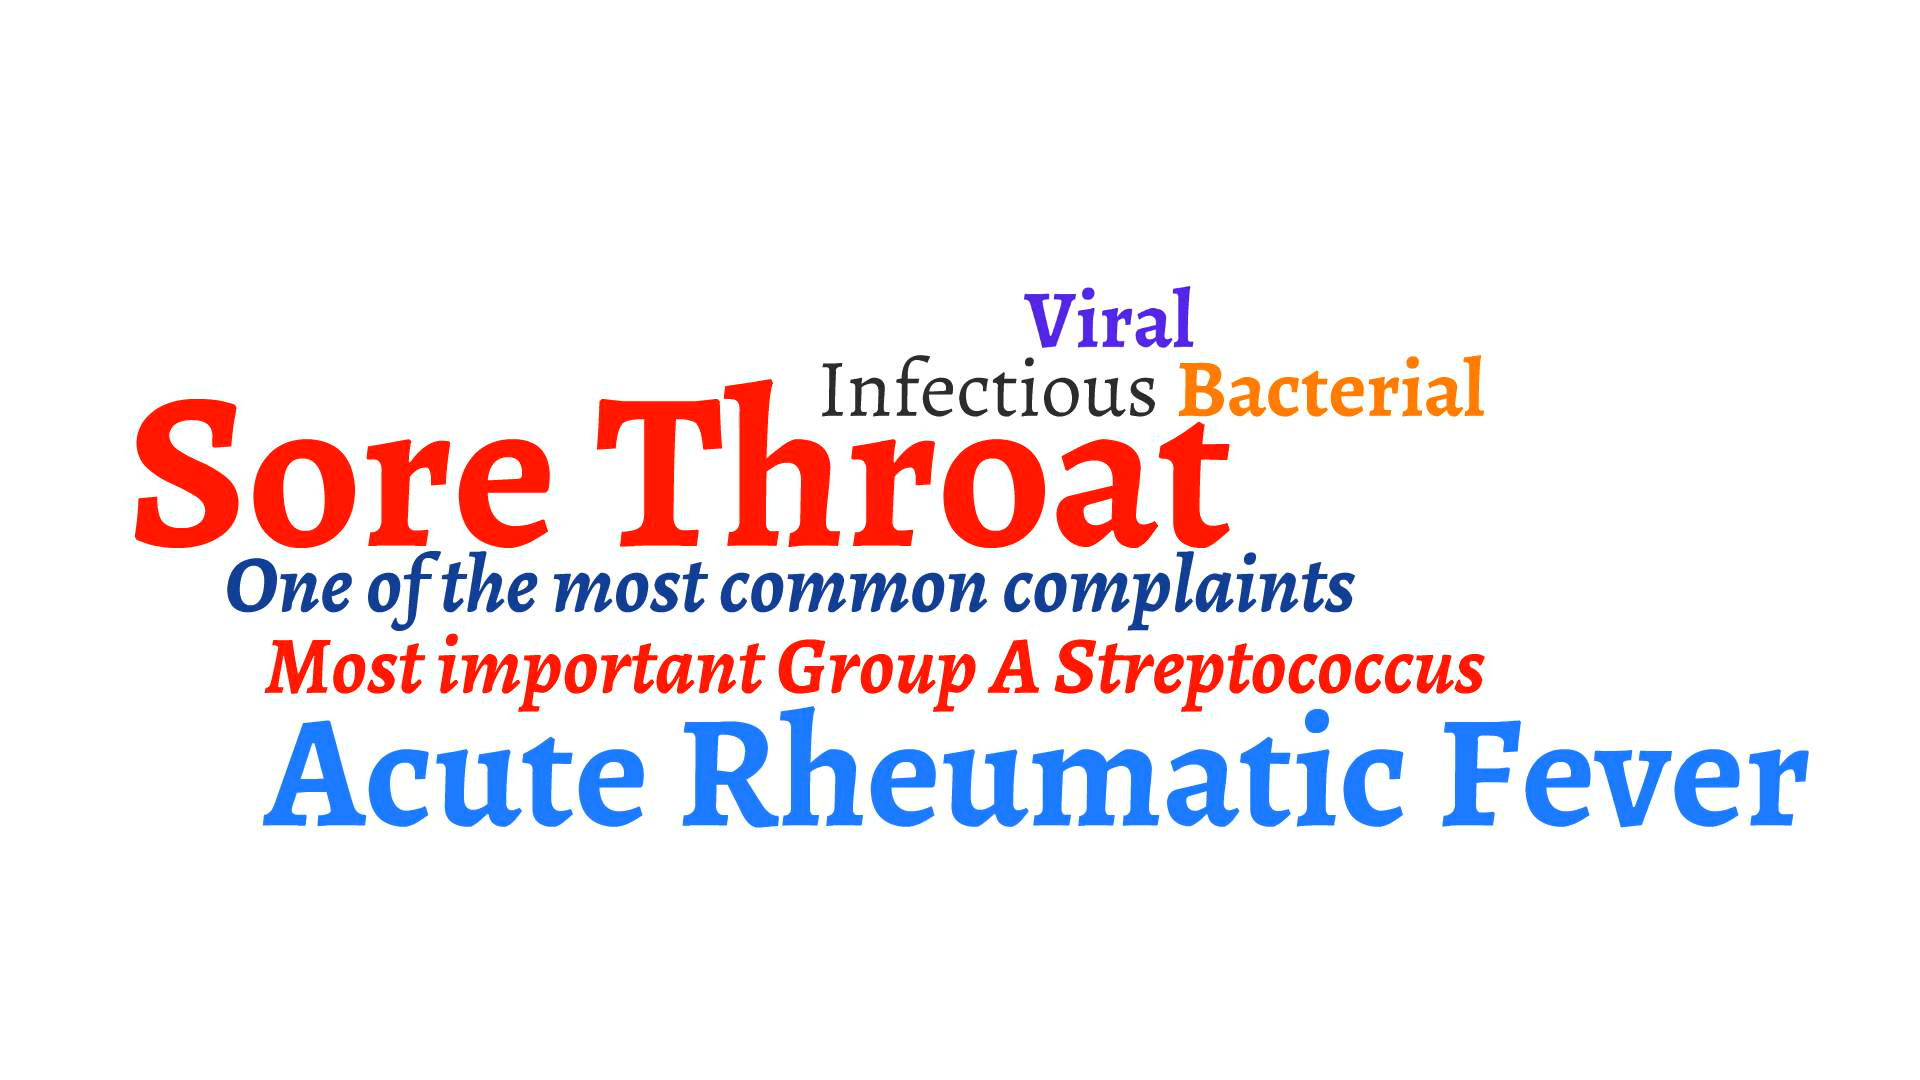 Viral
Infectious Bacterial
Sore Throat
One of the most common complaints
Most important Group A Streptococcus
Acute Rheumatic Fever